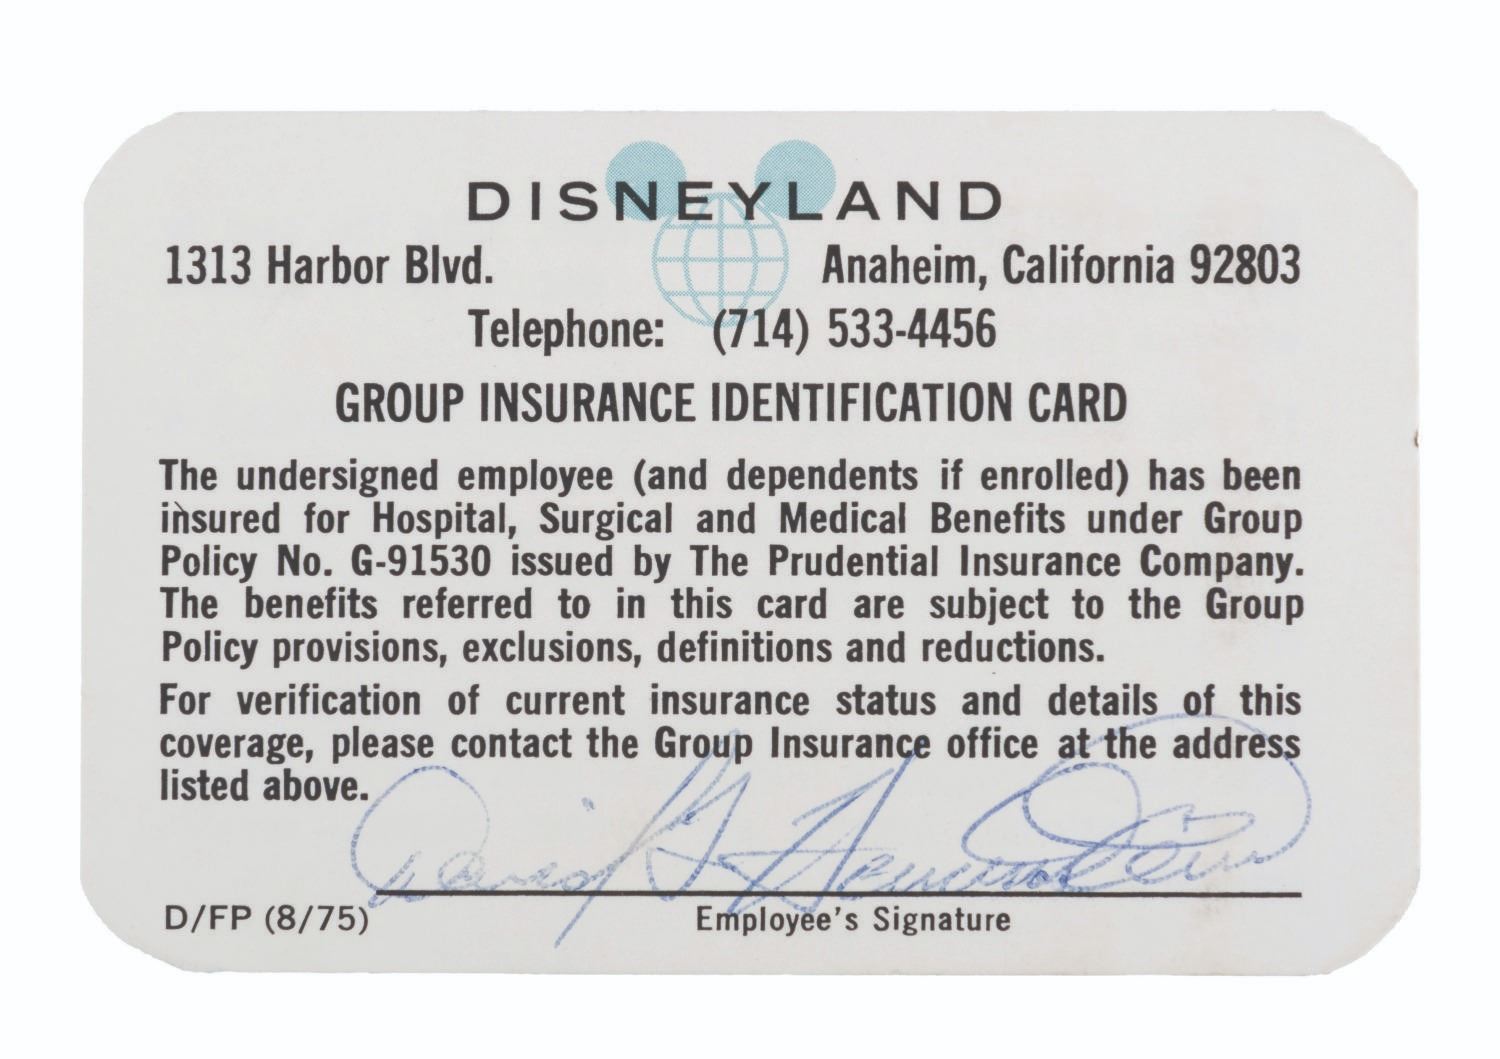 DISNEYLAND
1313 Harbor Blvd. Anaheim, California 92803
Telephone: (714) 533-4456
GROUP INSURANCE IDENTIFICATION CARD
The undersigned employee (and dependents if enrolled) has been
insured for Hospital, Surgical and Medical Benefits under Group
Policy No. G-91530 issued by The Prudential Insurance Company.
The benefits referred to in this card are subject to the Group
Policy provisions, exclusions, definitions and reductions.
For verification of current insurance status and details of this
coverage, please contact the Group Insurance office at the address
listed above.
David G.
D/FP (8/75) Employee's Signature